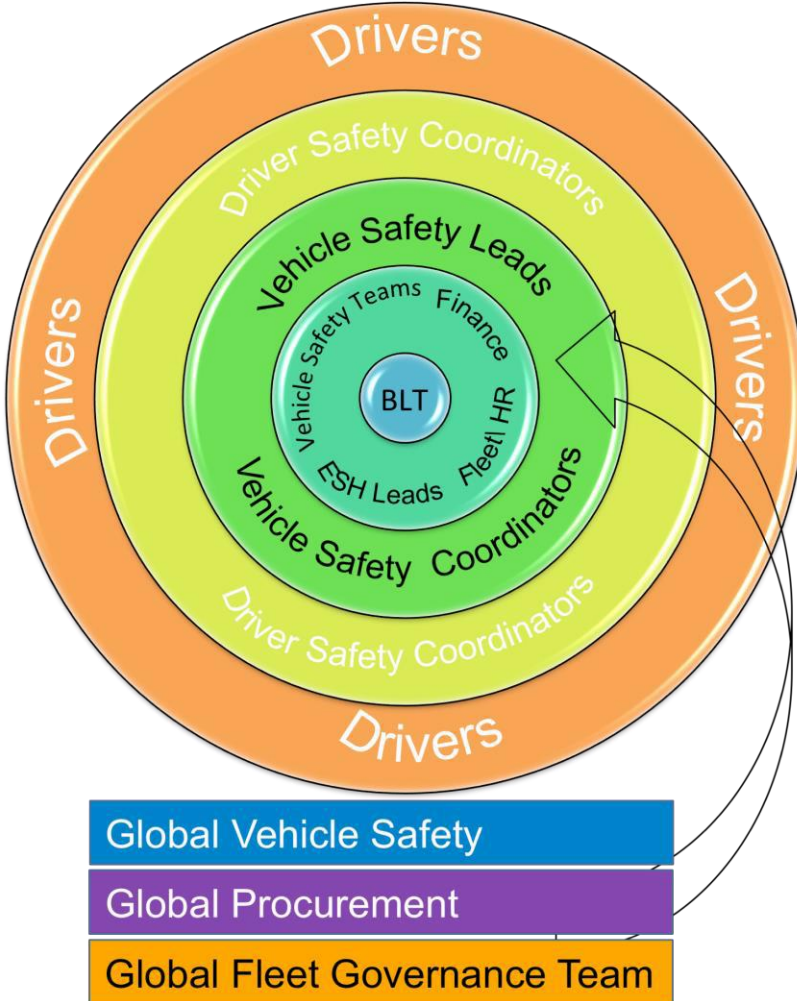 Drivers
Driver Safety Coordinators
Vehicle Safety Leads
Vehicle Safety Teams
Finance
Drivers
BLT
Drivers
Fleet\ HR
ESH Leads
Vehicle Safety Coordinators
Driver Safety Coordinators
Drivers
Global Vehicle Safety
Global Procurement
Global Fleet Governance Team